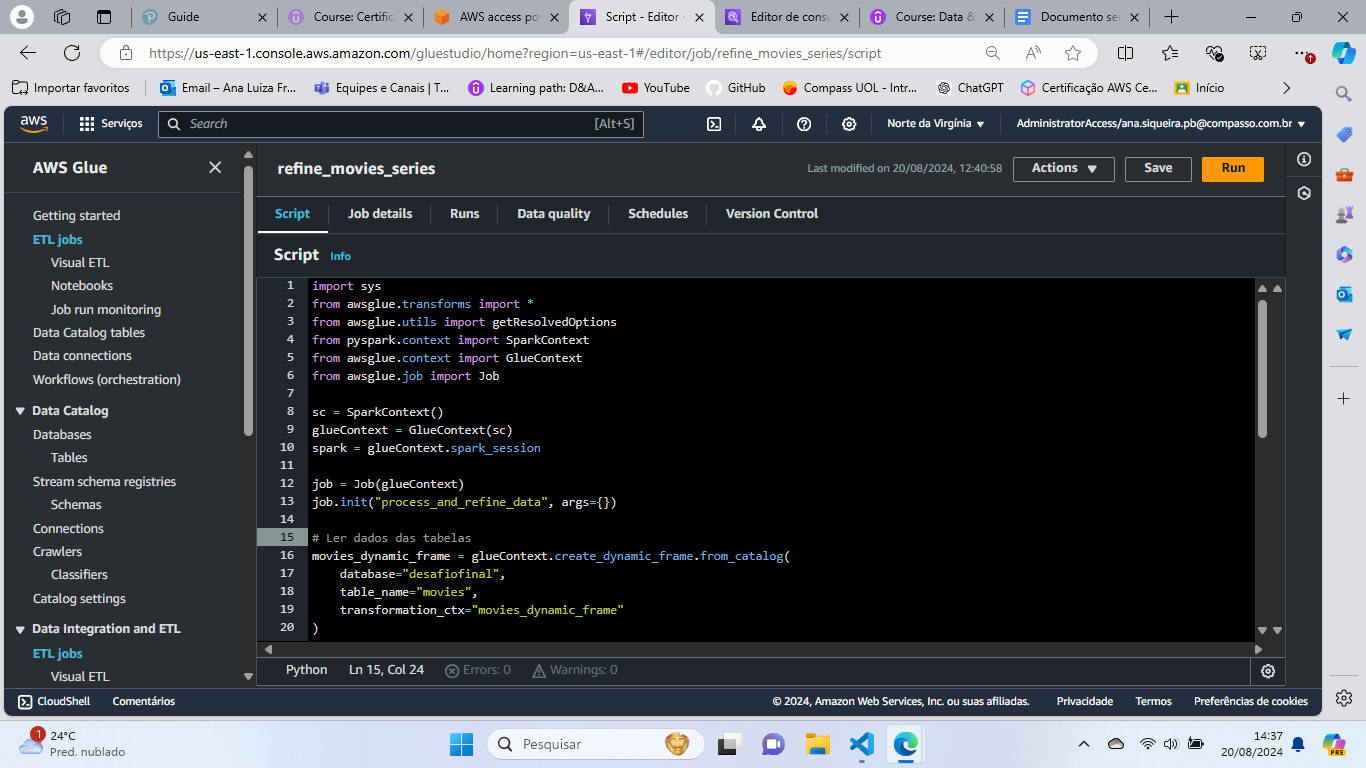 Guide
Course: Certific
AWS access por
Script - Editor -
Editor de consu
Course: Data &
Documento se
https://us-east-1.console.aws.amazon.com/gluestudio/home?region=us-east-1#/editor/job/refine_movies_series/script
Importar favoritos
Email – Ana Luiza Fr...
Equipes e Canais | T...
Learning path: D&A...
YouTube
GitHub
Compass UOL - Intr...
ChatGPT
Certificação AWS Ce...
Início
aws
Serviços
Search
[Alt+S]
Norte da Virgínia
AdministratorAccess/ana.siqueira.pb@compasso.com.br
AWS Glue
Getting started
ETL jobs
Visual ETL
Notebooks
Job run monitoring
Data Catalog tables
Data connections
Workflows (orchestration)
Data Catalog
Databases
Tables
Stream schema registries
Schemas
Connections
Crawlers
Classifiers
Catalog settings
Data Integration and ETL
ETL jobs
Visual ETL
refine_movies_series
Last modified on 20/08/2024, 12:40:58
Actions
Save
Run
Script
Job details
Runs
Data quality
Schedules
Version Control
Script Info
1 import sys
2 from awsglue.transforms import *
3 from awsglue.utils import getResolvedOptions
4 from pyspark.context import SparkContext
5 from awsglue.context import GlueContext
6 from awsglue.job import Job
7
8 sc = SparkContext()
9 glueContext = GlueContext(sc)
10 spark = glueContext.spark_session
11
12 job = Job(glueContext)
13 job.init("process_and_refine_data", args={})
14
15 # Ler dados das tabelas
16 movies_dynamic_frame = glueContext.create_dynamic_frame.from_catalog(
17 database="desafiofinal",
18 table_name="movies",
19 transformation_ctx="movies_dynamic_frame"
20 )
Python
Ln 15, Col 24
Errors: 0
Warnings: 0
CloudShell
Comentários
© 2024, Amazon Web Services, Inc. ou suas afiliadas.
Privacidade
Termos
Preferências de cookies
1
24°C
Pred. nublado
Pesquisar
14:37
20/08/2024
PRE